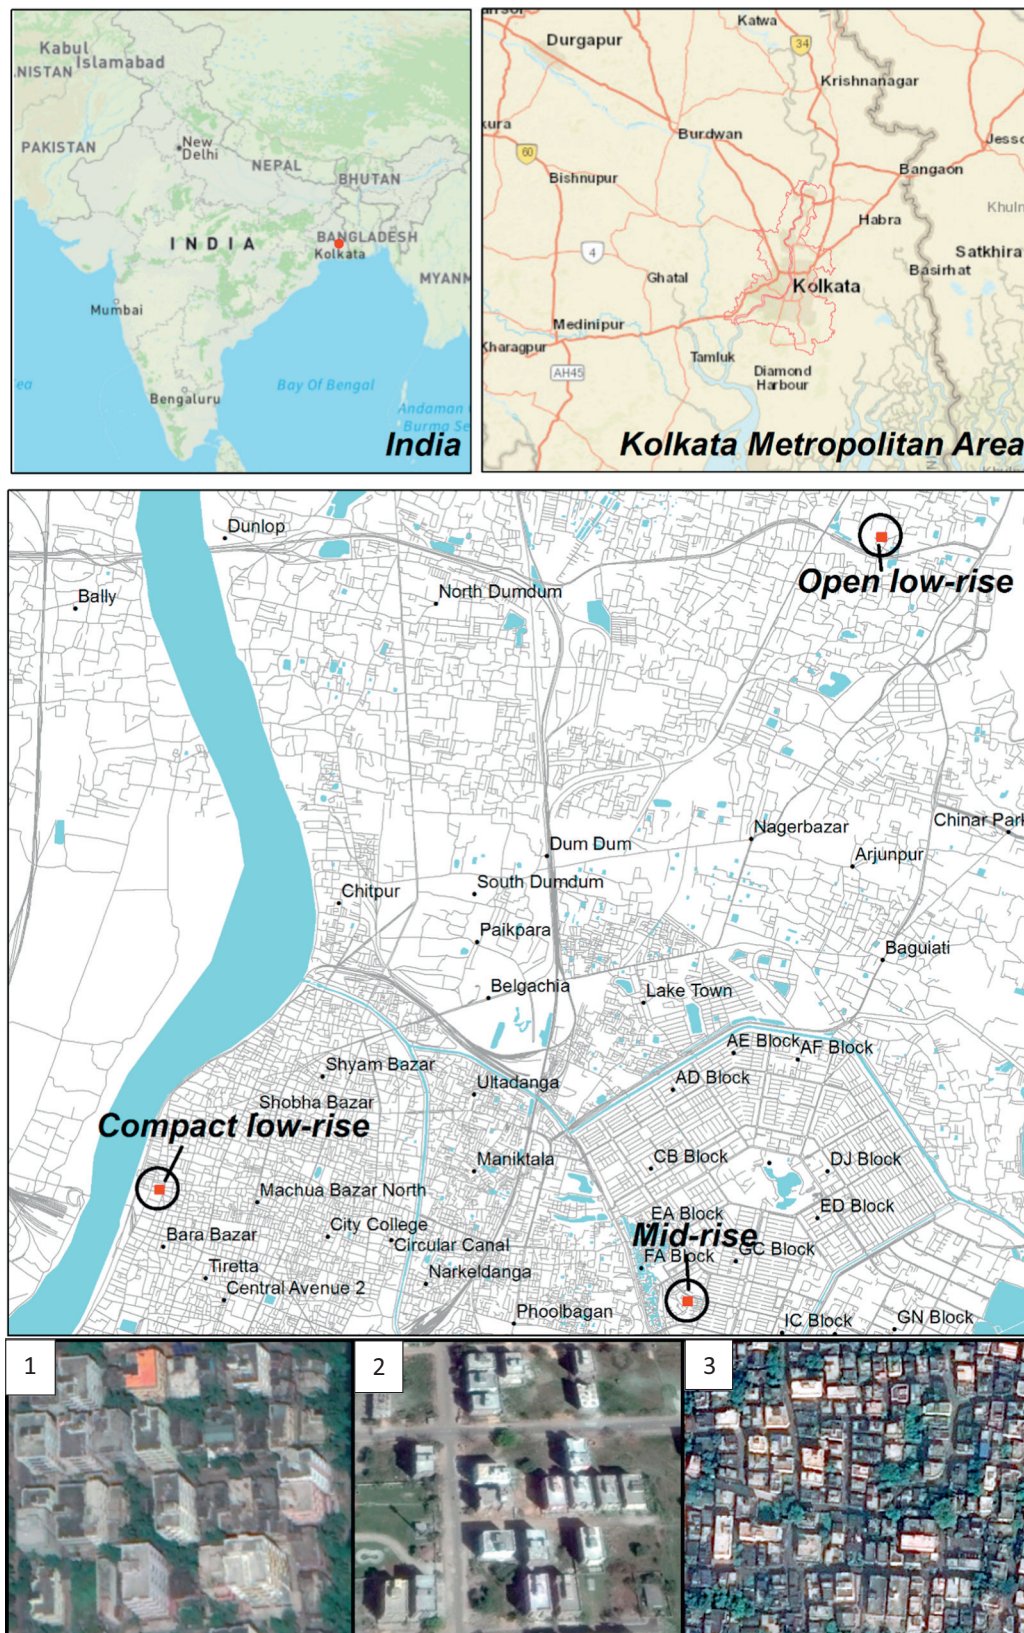 Kabul
Islamabad
NISTAN
PAKISTAN
New
Delhi
NEPAL
BHUTAN
INDIA
BANGLADESH
Kolkata
MYANM
Mumbai
Bengaluru
Bay Of Bengal
Andaman
Burma Se
India
Katwa
Durgapur
34
Krishnanagar
Burdwan
60
Bishnupur
Bangaon
Habra
4
Satkhira
Ghatal
Basirhat
Kolkata
Medinipur
Kharagpur
Tamluk
AH45
Diamond
Harbour
Kolkata Metropolitan Area
Dunlop
Open low-rise
Bally
North Dumdum
Nagerbazar
Chinar Park
Dum Dum
Arjunpur
South Dumdum
Chitpur
Paikpara
Baguiati
Belgachia
Lake Town
AE Block
AF Block
Shyam Bazar
Ultadanga
AD Block
Shobha Bazar
Compact low-rise
Maniktala
CB Block
DJ Block
Machua Bazar North
ED Block
City College
EA Block
Bara Bazar
Circular Canal
Mid-rise
GC Block
FA Block
Tiretta
Narkeldanga
Central Avenue 2
Phoolbagan
IC Block
GN Block
1
2
3